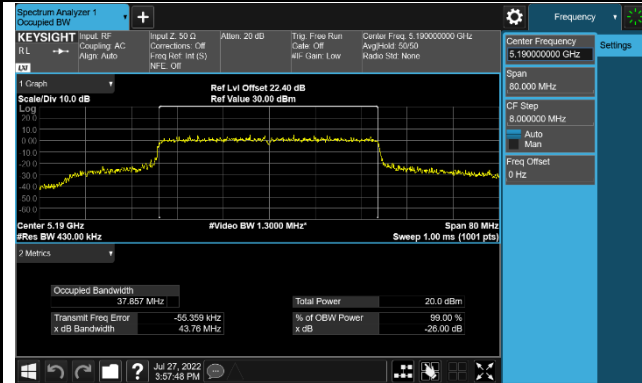 Spectrum Analyzer 1
Occupied BW
+
Frequency
KEYSIGHT
RL
Input: RF
Coupling: AC
Align: Auto
Input Z: 50 Ω
Corrections: Off
Freq Ref: Int (S)
NFE: Off
Atten: 20 dB
Trig: Free Run
Gate: Off
#IF Gain: Low
Center Freq: 5.190000000 GHz
Avg|Hold: 50/50
Radio Std: None
LXI
1 Graph
Scale/Div 10.0 dB
Ref Lvl Offset 22.40 dB
Ref Value 30.00 dBm
Log
20.0
10.0
0.00
-10.0
-20.0
-30.0
-40.0
-50.0
-60.0
Center 5.19 GHz
#Res BW 430.00 kHz
#Video BW 1.3000 MHz*
Span 80 MHz
Sweep 1.00 ms (1001 pts)
2 Metrics
Occupied Bandwidth
37.857 MHz
Transmit Freq Error -55.359 kHz
x dB Bandwidth 43.76 MHz
Total Power 20.0 dBm
% of OBW Power 99.00 %
x dB -26.00 dB
Center Frequency
5.190000000 GHz
Settings
Span
80.000 MHz
CF Step
8.000000 MHz
Auto
Man
Freq Offset
0 Hz
?
Jul 27, 2022
3:57:48 PM